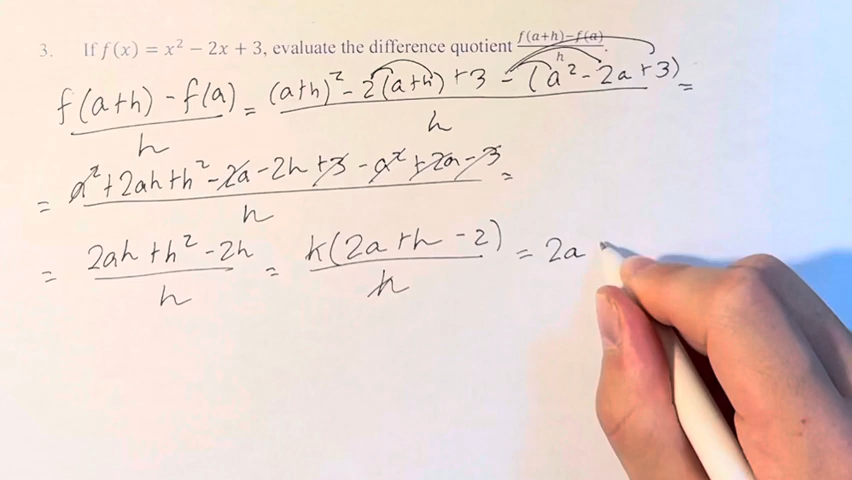 3. If f(x) = x² − 2x + 3, evaluate the difference quotient (f(a+h)−f(a))/h.
(f(a+h) − f(a))/h = ((a+h)² − 2(a+h) + 3 − (a² − 2a + 3))/h =
= (a² + 2ah + h² − 2a − 2h + 3 − a² + 2a − 3)/h =
= (2ah + h² − 2h)/h = h(2a + h − 2)/h = 2a